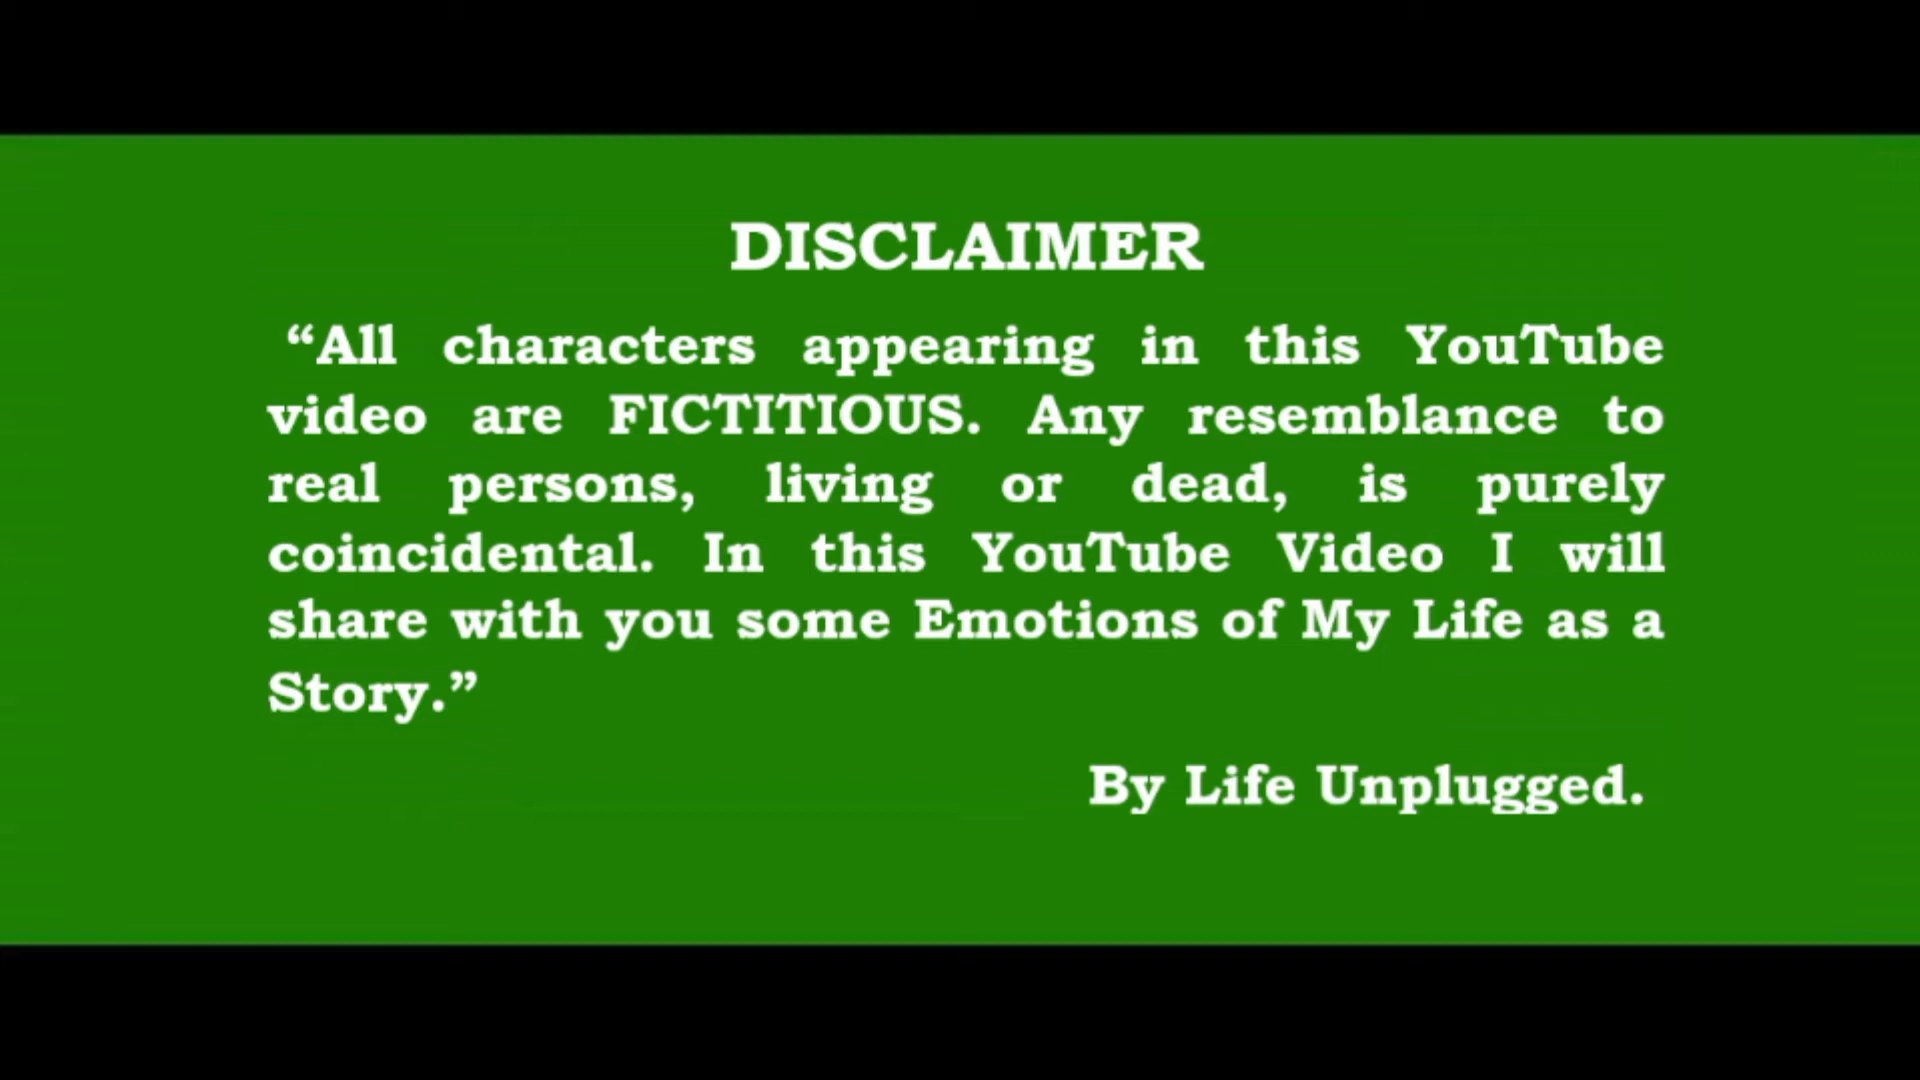 DISCLAIMER
“All characters appearing in this YouTube
video are FICTITIOUS. Any resemblance to
real persons, living or dead, is purely
coincidental. In this YouTube Video I will
share with you some Emotions of My Life as a
Story.”
By Life Unplugged.